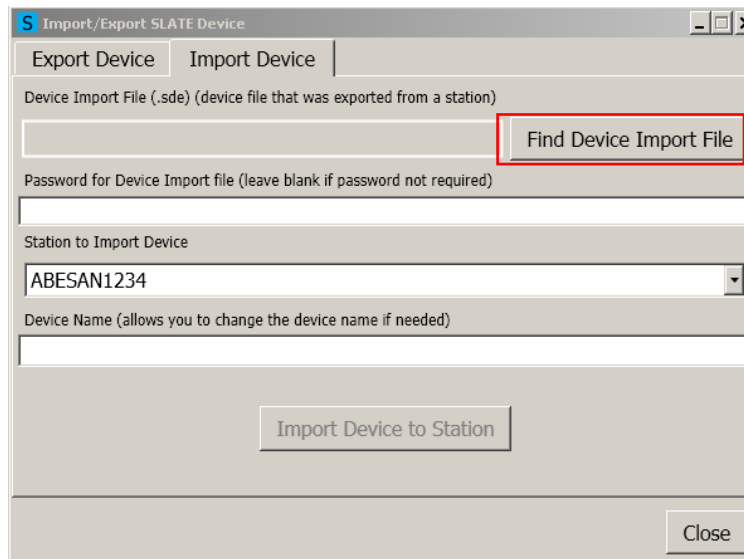 S Import/Export SLATE Device
Export Device Import Device
Device Import File (.sde) (device file that was exported from a station)
Find Device Import File
Password for Device Import file (leave blank if password not required)
Station to Import Device
ABESAN1234
Device Name (allows you to change the device name if needed)
Import Device to Station
Close